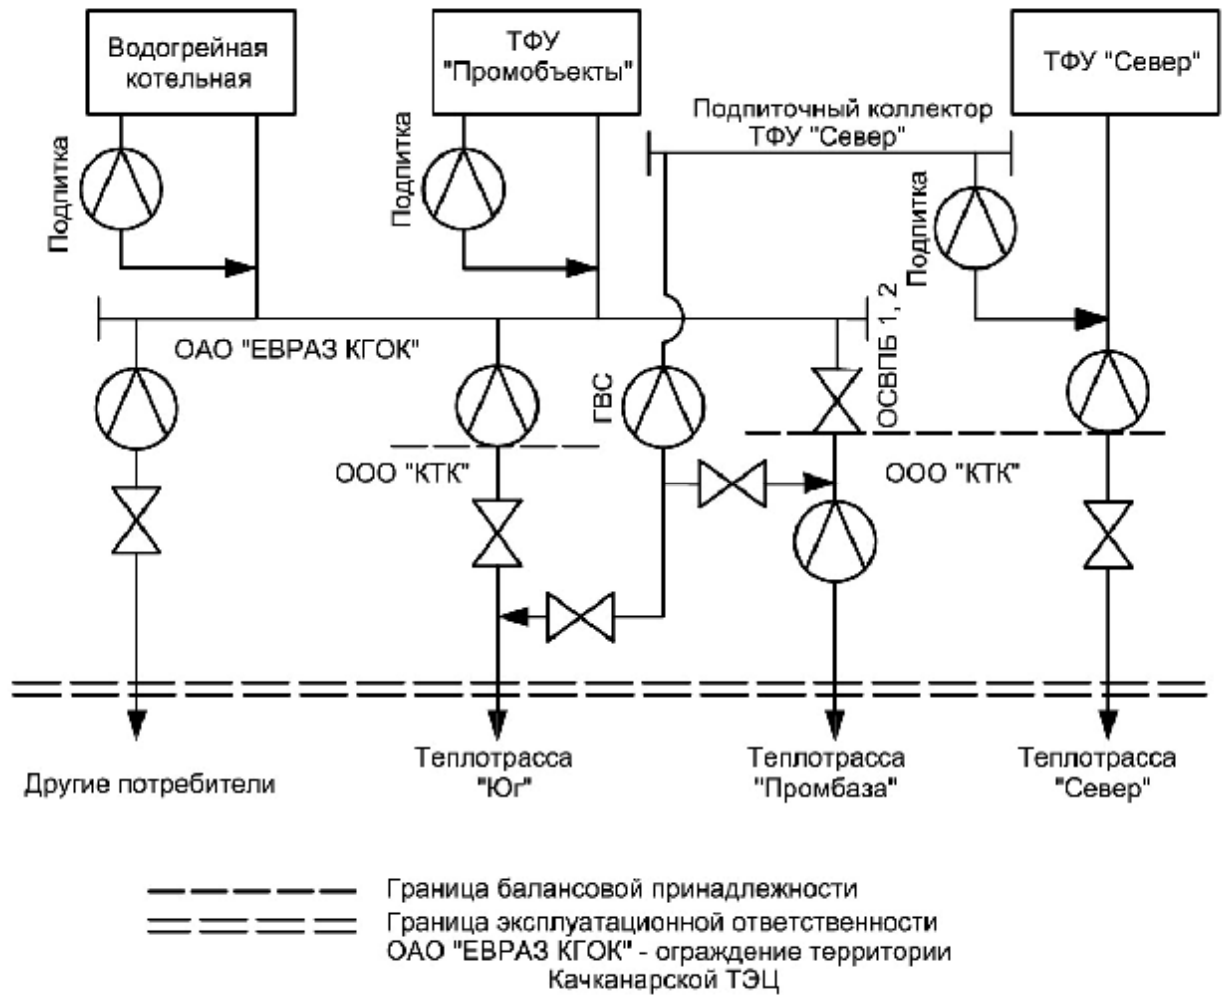 Водогрейная
котельная
ТФУ
"Промобъекты"
ТФУ "Север"
Подпиточный коллектор
ТФУ "Север"
Подпитка
Подпитка
Подпитка
ОАО "ЕВРАЗ КГОК"
ГВС
ОСВПБ 1, 2
ООО "КТК"
ООО "КТК"
Другие потребители
Теплотрасса
"Юг"
Теплотрасса
"Промбаза"
Теплотрасса
"Север"
Граница балансовой принадлежности
Граница эксплуатационной ответственности
ОАО "ЕВРАЗ КГОК" - ограждение территории
Качканарской ТЭЦ